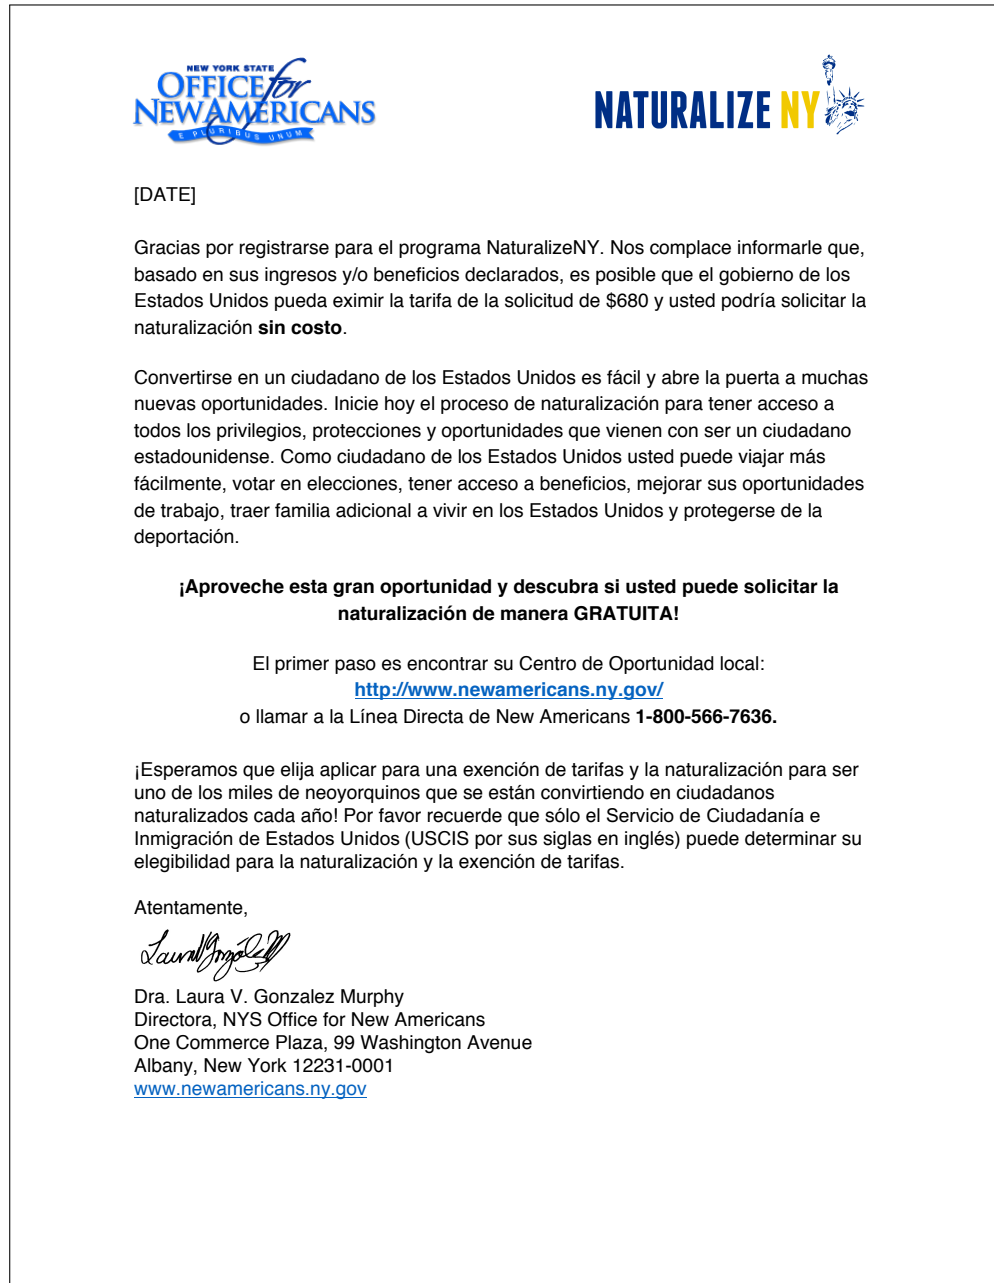 NEW YORK STATE
OFFICE for
NEW AMERICANS
E PLURIBUS UNUM
NATURALIZE NY
[DATE]
Gracias por registrarse para el programa NaturalizeNY. Nos complace informarle que,
basado en sus ingresos y/o beneficios declarados, es posible que el gobierno de los
Estados Unidos pueda eximir la tarifa de la solicitud de $680 y usted podría solicitar la
naturalización sin costo.
Convertirse en un ciudadano de los Estados Unidos es fácil y abre la puerta a muchas
nuevas oportunidades. Inicie hoy el proceso de naturalización para tener acceso a
todos los privilegios, protecciones y oportunidades que vienen con ser un ciudadano
estadounidense. Como ciudadano de los Estados Unidos usted puede viajar más
fácilmente, votar en elecciones, tener acceso a beneficios, mejorar sus oportunidades
de trabajo, traer familia adicional a vivir en los Estados Unidos y protegerse de la
deportación.
¡Aproveche esta gran oportunidad y descubra si usted puede solicitar la
naturalización de manera GRATUITA!
El primer paso es encontrar su Centro de Oportunidad local:
http://www.newamericans.ny.gov/
o llamar a la Línea Directa de New Americans 1-800-566-7636.
¡Esperamos que elija aplicar para una exención de tarifas y la naturalización para ser
uno de los miles de neoyorquinos que se están convirtiendo en ciudadanos
naturalizados cada año! Por favor recuerde que sólo el Servicio de Ciudadanía e
Inmigración de Estados Unidos (USCIS por sus siglas en inglés) puede determinar su
elegibilidad para la naturalización y la exención de tarifas.
Atentamente,
Dra. Laura V. Gonzalez Murphy
Directora, NYS Office for New Americans
One Commerce Plaza, 99 Washington Avenue
Albany, New York 12231-0001
www.newamericans.ny.gov